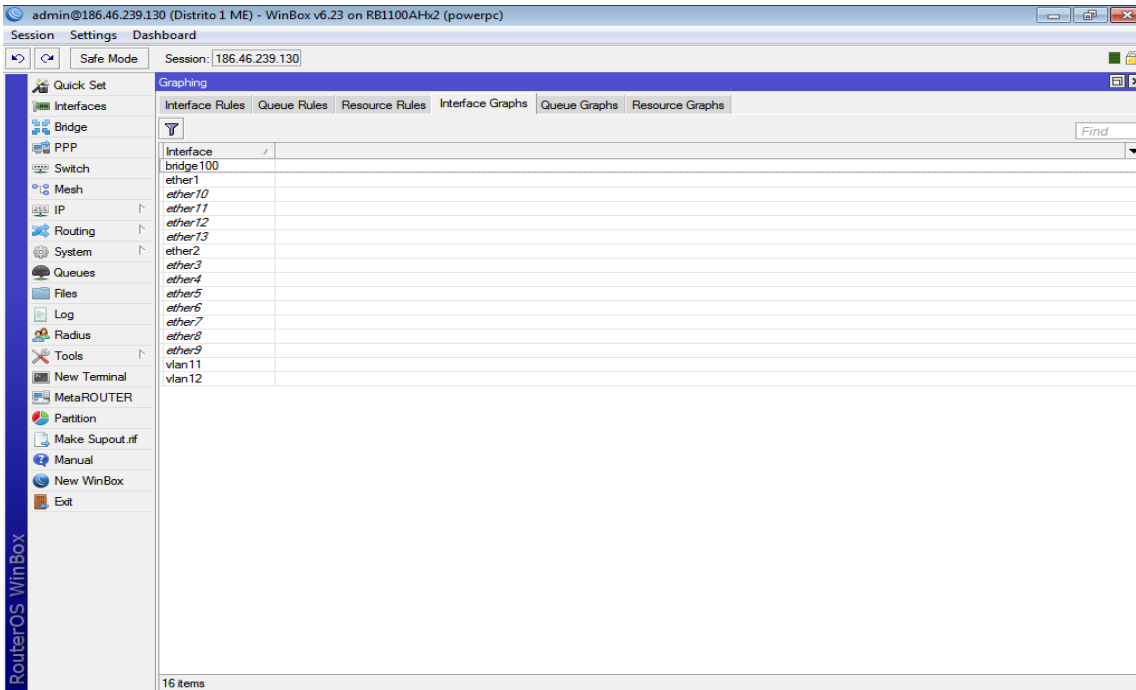 admin@186.46.239.130 (Distrito 1 ME) - WinBox v6.23 on RB1100AHx2 (powerpc)
Session Settings Dashboard
Safe Mode Session: 186.46.239.130
Quick Set
Interfaces
Bridge
PPP
Switch
Mesh
IP
Routing
System
Queues
Files
Log
Radius
Tools
New Terminal
MetaROUTER
Partition
Make Supout.rif
Manual
New WinBox
Exit
RouterOS WinBox
Graphing
Interface Rules Queue Rules Resource Rules Interface Graphs Queue Graphs Resource Graphs
Find
Interface
bridge100
ether1
ether10
ether11
ether12
ether13
ether2
ether3
ether4
ether5
ether6
ether7
ether8
ether9
vlan11
vlan12
16 items